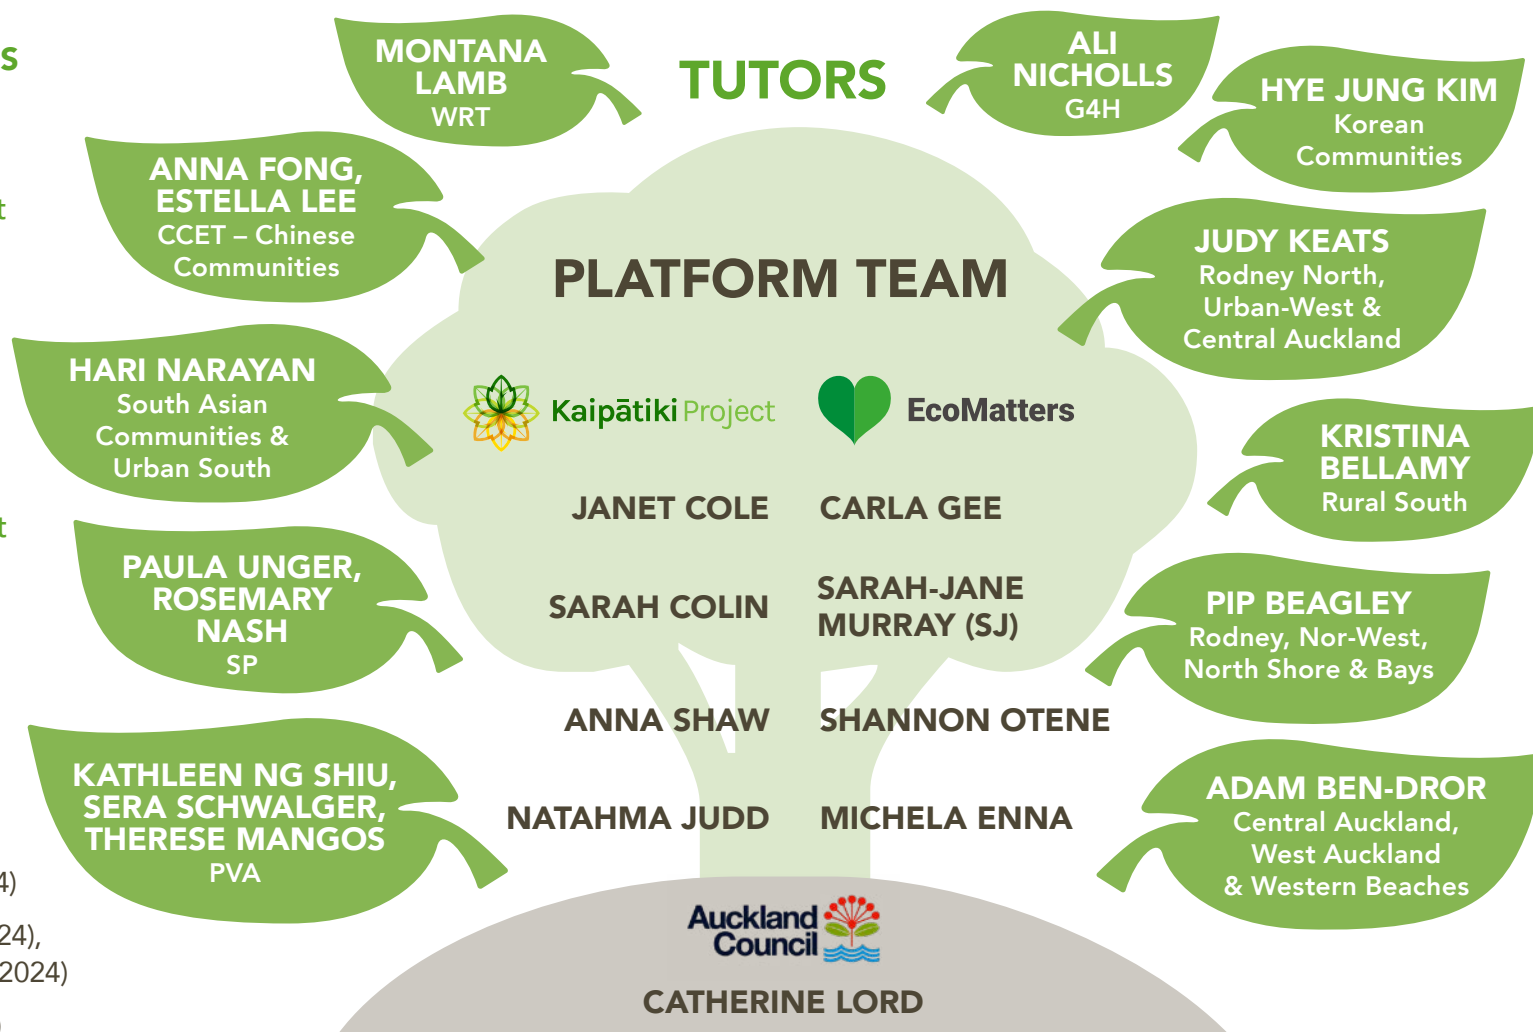 s
t
t
4)
24),
2024)
TUTORS
MONTANA
LAMB
WRT
ANNA FONG,
ESTELLA LEE
CCET – Chinese
Communities
HARI NARAYAN
South Asian
Communities &
Urban South
PAULA UNGER,
ROSEMARY
NASH
SP
KATHLEEN NG SHIU,
SERA SCHWALGER,
THERESE MANGOS
PVA
ALI
NICHOLLS
G4H
HYE JUNG KIM
Korean
Communities
JUDY KEATS
Rodney North,
Urban-West &
Central Auckland
KRISTINA
BELLAMY
Rural South
PIP BEAGLEY
Rodney, Nor-West,
North Shore & Bays
ADAM BEN-DROR
Central Auckland,
West Auckland
& Western Beaches
PLATFORM TEAM
Kaipātiki Project
EcoMatters
JANET COLE
CARLA GEE
SARAH COLIN
SARAH-JANE
MURRAY (SJ)
ANNA SHAW
SHANNON OTENE
NATAHMA JUDD
MICHELA ENNA
Auckland
Council
CATHERINE LORD